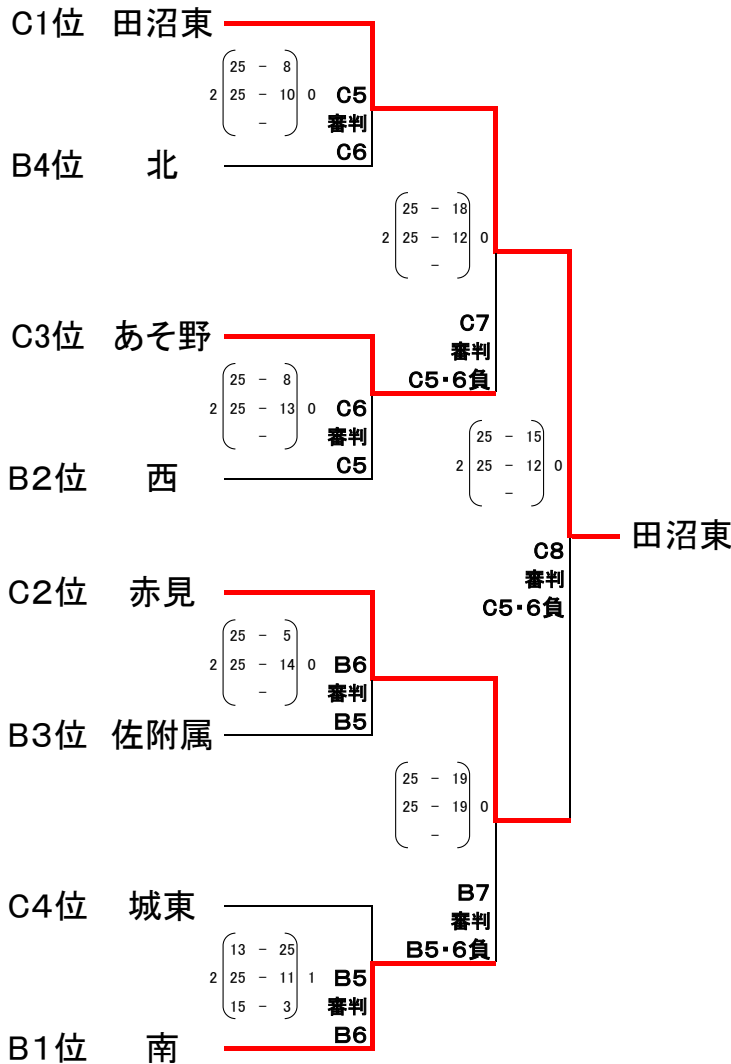 C1位 田沼東
25 - 8
2 25 - 10 0
-
C5
審判
C6
B4位 北
25 - 18
2 25 - 12 0
-
C7
審判
C5・6負
C3位 あそ野
25 - 8
2 25 - 13 0
-
C6
審判
C5
B2位 西
25 - 15
2 25 - 12 0
-
田沼東
C8
審判
C5・6負
C2位 赤見
25 - 5
2 25 - 14 0
-
B6
審判
B5
B3位 佐附属
25 - 19
25 - 19 0
-
B7
審判
B5・6負
C4位 城東
13 - 25
2 25 - 11 1
15 - 3
B5
審判
B6
B1位 南